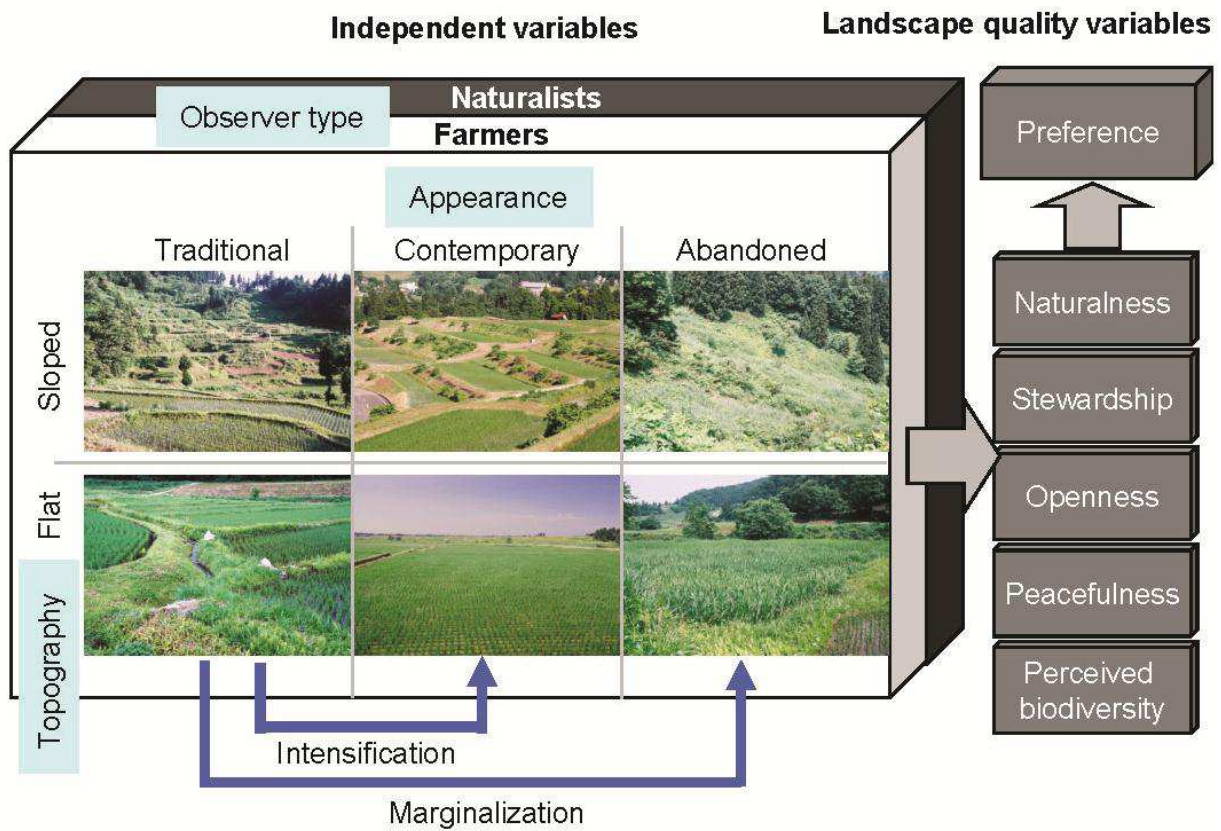 Independent variables
Landscape quality variables
Naturalists
Observer type
Farmers
Preference
Appearance
Traditional
Contemporary
Abandoned
Sloped
Flat
Topography
Naturalness
Stewardship
Openness
Peacefulness
Perceived
biodiversity
Intensification
Marginalization